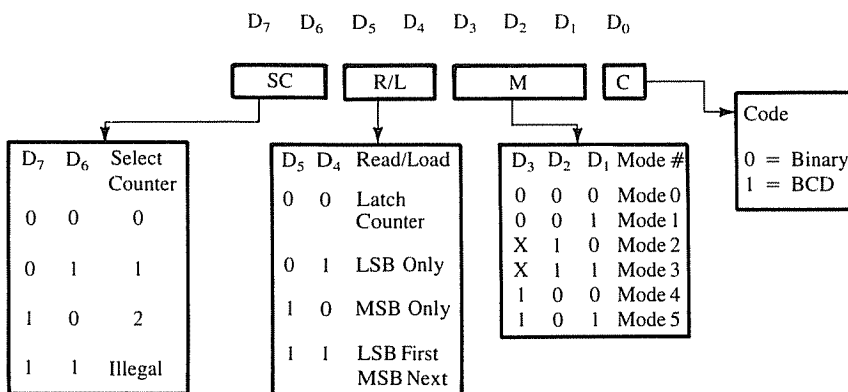 D₇ D₆ D₅ D₄ D₃ D₂ D₁ D₀
SC R/L M C
Code
0 = Binary
1 = BCD
D₇ D₆ Select
Counter
0 0 0
0 1 1
1 0 2
1 1 Illegal
D₅ D₄ Read/Load
0 0 Latch
Counter
0 1 LSB Only
1 0 MSB Only
1 1 LSB First
MSB Next
D₃ D₂ D₁ Mode #
0 0 0 Mode 0
0 0 1 Mode 1
X 1 0 Mode 2
X 1 1 Mode 3
1 0 0 Mode 4
1 0 1 Mode 5